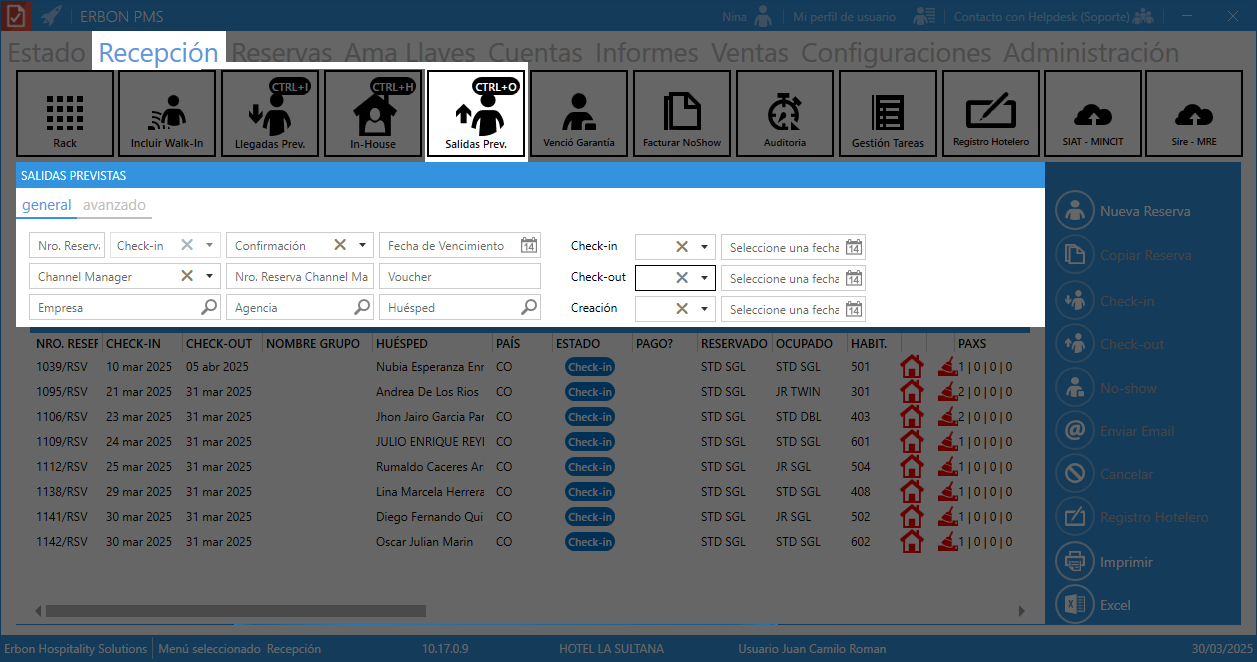 ERBON PMS
Nina
Mi perfil de usuario
Contacto con Helpdesk (Soporte)
Estado Recepción Reservas Ama Llaves Cuentas Informes Ventas Configuraciones Administración
CTRL+I CTRL+H CTRL+O
Rack Incluir Walk-In Llegadas Prev. In-House Salidas Prev. Venció Garantía Facturar NoShow Auditoria Gestión Tareas Registro Hotelero SIAT - MINCIT Sire - MRE
SALIDAS PREVISTAS
general avanzado
Nro. Reserva Check-in Confirmación Fecha de Vencimiento 14 Check-in Seleccione una fecha 14
Channel Manager Nro. Reserva Channel Ma Voucher Check-out Seleccione una fecha 14
Empresa Agencia Huésped Creación Seleccione una fecha 14
NRO. RESER CHECK-IN CHECK-OUT NOMBRE GRUPO HUÉSPED PAÍS ESTADO PAGO? RESERVADO OCUPADO HABIT. PAXS
1039/RSV 10 mar 2025 05 abr 2025 Nubia Esperanza Enr CO Check-in STD SGL STD SGL 501 1|0|0|0
1095/RSV 21 mar 2025 31 mar 2025 Andrea De Los Rios CO Check-in STD SGL JR TWIN 301 2|0|0|0
1106/RSV 23 mar 2025 31 mar 2025 Jhon Jairo Garcia Par CO Check-in STD SGL STD DBL 403 2|0|0|0
1109/RSV 24 mar 2025 31 mar 2025 JULIO ENRIQUE REYI CO Check-in STD SGL STD SGL 601 1|0|0|0
1112/RSV 25 mar 2025 31 mar 2025 Rumaldo Caceres Ar CO Check-in STD SGL JR SGL 504 1|0|0|0
1138/RSV 29 mar 2025 31 mar 2025 Lina Marcela Herrera CO Check-in STD SGL STD SGL 408 1|0|0|0
1141/RSV 30 mar 2025 31 mar 2025 Diego Fernando Qui CO Check-in STD SGL JR SGL 502 1|0|0|0
1142/RSV 30 mar 2025 31 mar 2025 Oscar Julian Marin CO Check-in STD SGL STD SGL 602 1|0|0|0
Nueva Reserva
Copiar Reserva
Check-in
Check-out
No-show
Enviar Email
Cancelar
Registro Hotelero
Imprimir
Excel
Erbon Hospitality Solutions Menú seleccionado Recepción 10.17.0.9 HOTEL LA SULTANA Usuario Juan Camilo Roman 30/03/2025